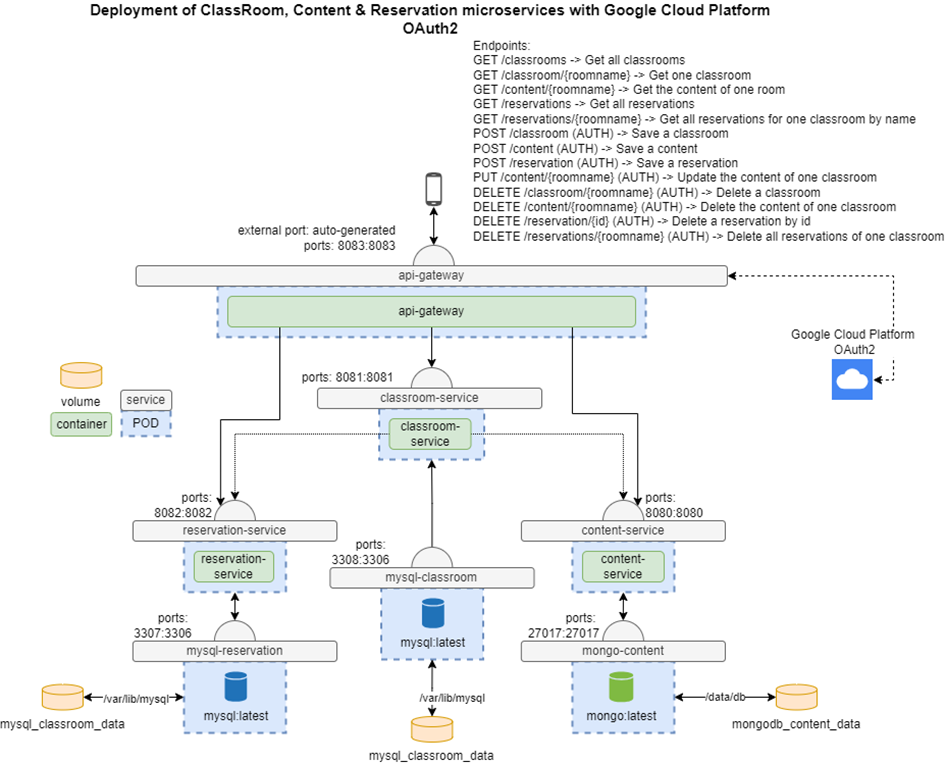 Deployment of ClassRoom, Content & Reservation microservices with Google Cloud Platform
OAuth2
Endpoints:
GET /classrooms -> Get all classrooms
GET /classroom/{roomname} -> Get one classroom
GET /content/{roomname} -> Get the content of one room
GET /reservations -> Get all reservations
GET /reservations/{roomname} -> Get all reservations for one classroom by name
POST /classroom (AUTH) -> Save a classroom
POST /content (AUTH) -> Save a content
POST /reservation (AUTH) -> Save a reservation
PUT /content/{roomname} (AUTH) -> Update the content of one classroom
DELETE /classroom/{roomname} (AUTH) -> Delete a classroom
DELETE /content/{roomname} (AUTH) -> Delete the content of one classroom
DELETE /reservation/{id} (AUTH) -> Delete a reservation by id
DELETE /reservations/{roomname} (AUTH) -> Delete all reservations of one classroom
external port: auto-generated
ports: 8083:8083
api-gateway
api-gateway
Google Cloud Platform
OAuth2
volume
service
container
POD
ports: 8081:8081
classroom-service
classroom-
service
ports:
8082:8082
reservation-service
reservation-
service
ports:
8080:8080
content-service
content-
service
ports:
3308:3306
mysql-classroom
mysql:latest
ports:
3307:3306
mysql-reservation
mysql:latest
ports:
27017:27017
mongo-content
mongo:latest
/var/lib/mysql
mysql_classroom_data
/var/lib/mysql
mysql_classroom_data
/data/db
mongodb_content_data